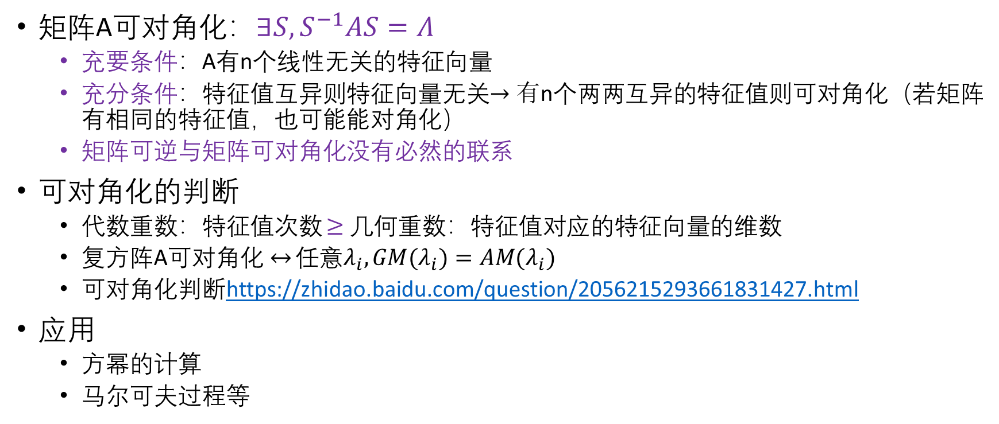 • 矩阵A可对角化：∃S, S⁻¹AS = Λ
• 充要条件：A有n个线性无关的特征向量
• 充分条件：特征值互异则特征向量无关→ 有n个两两互异的特征值则可对角化（若矩阵
有相同的特征值，也可能能对角化）
• 矩阵可逆与矩阵可对角化没有必然的联系
• 可对角化的判断
• 代数重数：特征值次数 ≥ 几何重数：特征值对应的特征向量的维数
• 复方阵A可对角化 ↔ 任意λᵢ, GM(λᵢ) = AM(λᵢ)
• 可对角化判断https://zhidao.baidu.com/question/2056215293661831427.html
• 应用
• 方幂的计算
• 马尔可夫过程等